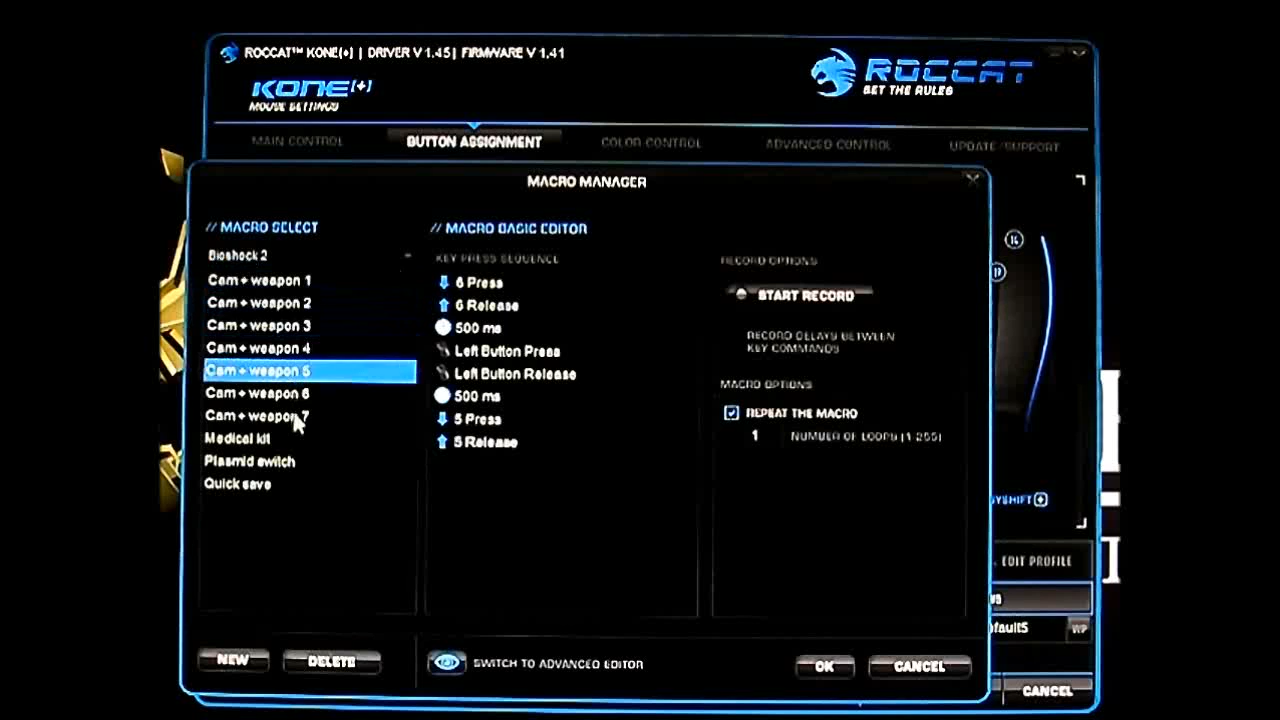 ROCCAT™ KONE[+] | DRIVER V 1.45 | FIRMWARE V 1.41
KONE[+]
MOUSE SETTINGS
ROCCAT
SET THE RULES
MAIN CONTROL
BUTTON ASSIGNMENT
COLOR CONTROL
ADVANCED CONTROL
UPDATE/SUPPORT
MACRO MANAGER
// MACRO SELECT
Bioshock 2
Cam + weapon 1
Cam + weapon 2
Cam + weapon 3
Cam + weapon 4
Cam + weapon 5
Cam + weapon 6
Cam + weapon 7
Medical kit
Plasmid switch
Quick save
NEW
DELETE
// MACRO BASIC EDITOR
KEY PRESS SEQUENCE
6 Press
6 Release
500 ms
Left Button Press
Left Button Release
500 ms
5 Press
5 Release
SWITCH TO ADVANCED EDITOR
RECORD OPTIONS
START RECORD
RECORD DELAYS BETWEEN
KEY COMMANDS
MACRO OPTIONS
REPEAT THE MACRO
1 NUMBER OF LOOPS (1-255)
OK
CANCEL
YSHIFT[+]
EDIT PROFILE
efault5
WP
CANCEL